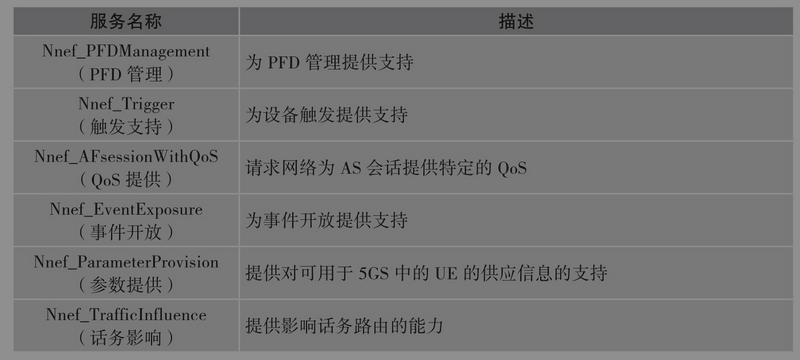 服务名称 描述
Nnef_PFDManagement
（PFD 管理）
为 PFD 管理提供支持
Nnef_Trigger
（触发支持）
为设备触发提供支持
Nnef_AFsessionWithQoS
（QoS 提供）
请求网络为 AS 会话提供特定的 QoS
Nnef_EventExposure
（事件开放）
为事件开放提供支持
Nnef_ParameterProvision
（参数提供）
提供对可用于 5GS 中的 UE 的供应信息的支持
Nnef_TrafficInfluence
（话务影响）
提供影响话务路由的能力